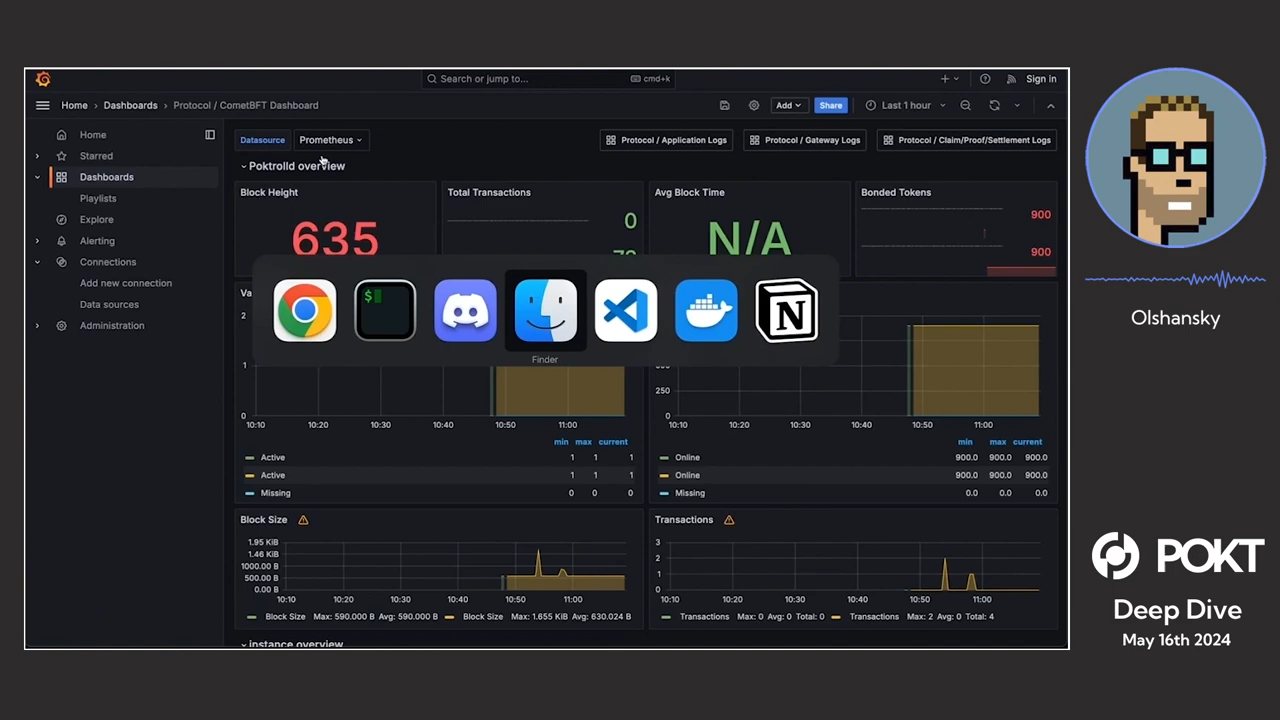 Search or jump to...
cmd+k
Sign In
Home › Dashboards › Protocol / CometBFT Dashboard
Add
Share
Last 1 hour
Home
Starred
Dashboards
Playlists
Explore
Alerting
Connections
Add new connection
Data sources
Administration
Datasource
Prometheus
Protocol / Application Logs
Protocol / Gateway Logs
Protocol / Claim/Proof/Settlement Logs
Poktrolld overview
Block Height
635
Total Transactions
0
Avg Block Time
N/A
Bonded Tokens
900
900
$
N
Finder
Va
2
1
0
10:10 10:20 10:30 10:40 10:50 11:00
min max current
Active 1 1 1
Active 1 1 1
Missing 0 0 0
250
0
10:10 10:20 10:30 10:40 10:50 11:00
min max current
Online 900.0 900.0 900.0
Online 900.0 900.0 900.0
Missing 0.0 0.0 0.0
Block Size
1.95 KiB
1.46 KiB
1000.00 B
500.00 B
0.00 B
10:10 10:20 10:30 10:40 10:50 11:00
Block Size Max: 590.000 B Avg: 590.000 B Block Size Max: 1.655 KiB Avg: 630.024 B
Transactions
3
2
1
0
10:10 10:20 10:30 10:40 10:50 11:00
Transactions Max: 0 Avg: 0 Total: 0 Transactions Max: 2 Avg: 0 Total: 4
instance overview
Olshansky
POKT
Deep Dive
May 16th 2024